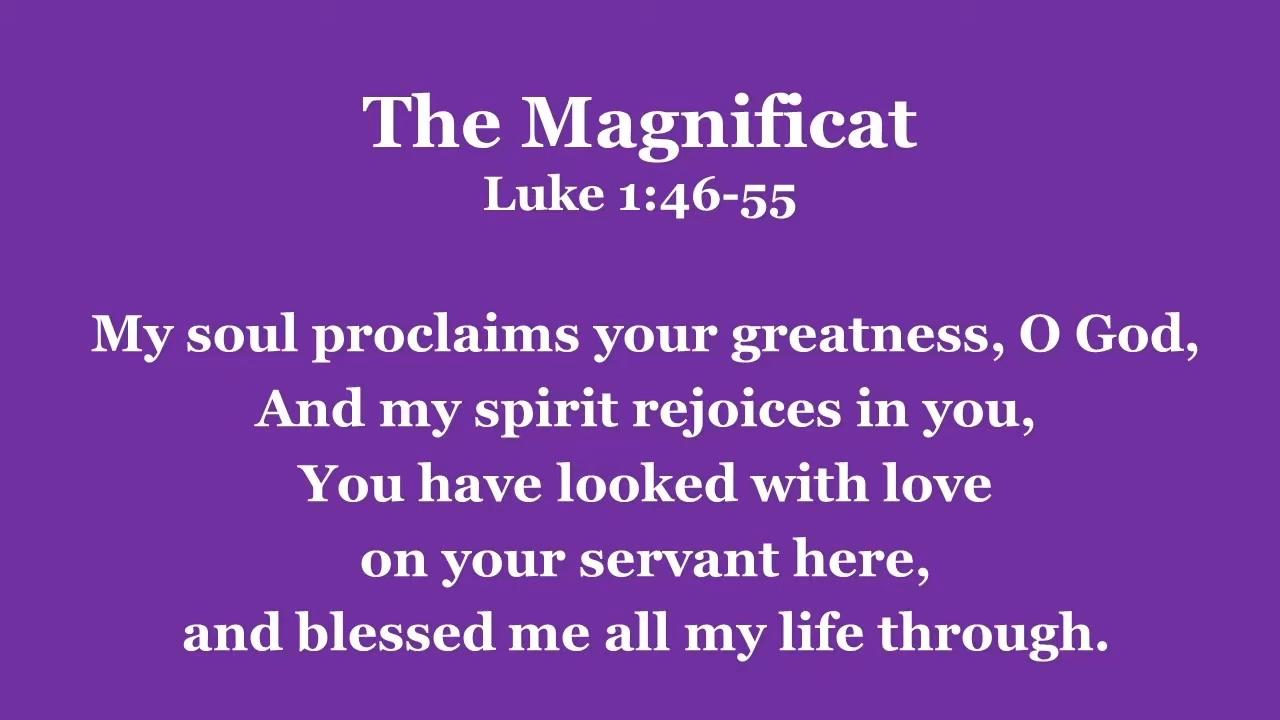 The Magnificat
Luke 1:46-55
My soul proclaims your greatness, O God,
And my spirit rejoices in you,
You have looked with love
on your servant here,
and blessed me all my life through.